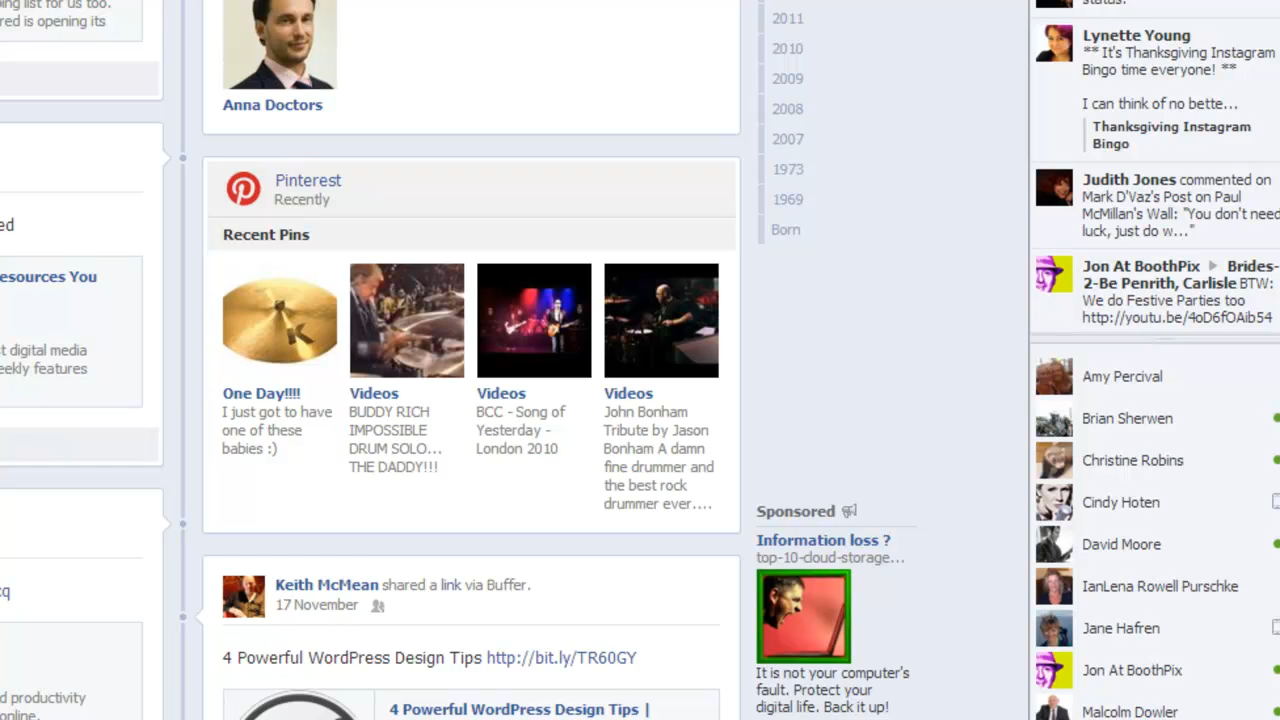 ping list for us too.
red is opening its
ed
esources You
t digital media
eekly features
cq
d productivity
online.
Anna Doctors
Pinterest
Recently
Recent Pins
One Day!!!!
I just got to have
one of these
babies :)
Videos
BUDDY RICH
IMPOSSIBLE
DRUM SOLO...
THE DADDY!!!
Videos
BCC - Song of
Yesterday -
London 2010
Videos
John Bonham
Tribute by Jason
Bonham A damn
fine drummer and
the best rock
drummer ever....
Keith McMean shared a link via Buffer.
17 November
4 Powerful WordPress Design Tips http://bit.ly/TR60GY
4 Powerful WordPress Design Tips |
2011
2010
2009
2008
2007
1973
1969
Born
Sponsored
Information loss ?
top-10-cloud-storage...
It is not your computer's
fault. Protect your
digital life. Back it up!
status.
Lynette Young
** It's Thanksgiving Instagram
Bingo time everyone! **
I can think of no bette...
Thanksgiving Instagram
Bingo
Judith Jones commented on
Mark D'Vaz's Post on Paul
McMillan's Wall: "You don't need
luck, just do w..."
Jon At BoothPix ▶ Brides-
2-Be Penrith, Carlisle BTW:
We do Festive Parties too
http://youtu.be/4oD6fOAib54
Amy Percival
Brian Sherwen
Christine Robins
Cindy Hoten
David Moore
IanLena Rowell Purschke
Jane Hafren
Jon At BoothPix
Malcolm Dowler